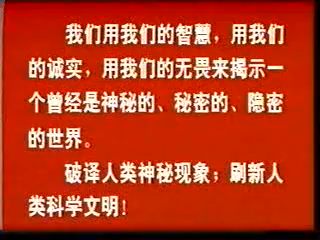 我们用我们的智慧，用我们
的诚实，用我们的无畏来揭示一
个曾经是神秘的、秘密的、隐密
的世界。
破译人类神秘现象；刷新人
类科学文明！